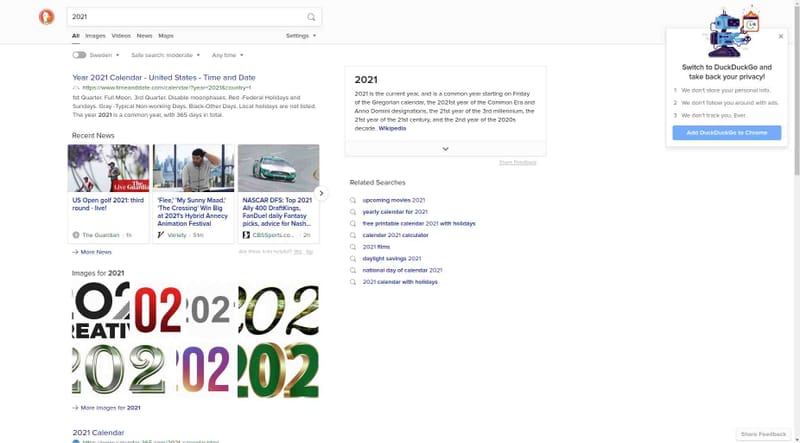 2021
All Images Videos News Maps Settings
Sweden Safe search: moderate Any time
Year 2021 Calendar - United States - Time and Date
https://www.timeanddate.com/calendar/?year=2021&country=1
1st Quarter. Full Moon. 3rd Quarter. Disable moonphases. Red -Federal Holidays and
Sundays. Gray -Typical Non-working Days. Black-Other Days. Local holidays are not listed.
The year 2021 is a common year, with 365 days in total.
Recent News
The
Live Guardian
US Open golf 2021: third
round - live!
The Guardian · 1h
'Flee,' 'My Sunny Maad,'
'The Crossing' Win Big
at 2021's Hybrid Annecy
Animation Festival
Variety · 51m
NASCAR DFS: Top 2021
Ally 400 DraftKings,
FanDuel daily Fantasy
picks, advice for Nash...
CBSSports.co... · 2h
More News
Are these links helpful? Yes No
Images for 2021
202
REATIV
02
202
202
202
202
202
More Images for 2021
2021 Calendar
2021
2021 is the current year, and is a common year starting on Friday
of the Gregorian calendar, the 2021st year of the Common Era and
Anno Domini designations, the 21st year of the 3rd millennium, the
21st year of the 21st century, and the 2nd year of the 2020s
decade. Wikipedia
Share Feedback
Related Searches
upcoming movies 2021
yearly calendar for 2021
free printable calendar 2021 with holidays
calendar 2021 calculator
2021 films
daylight savings 2021
national day of calendar 2021
2021 calendar with holidays
Switch to DuckDuckGo and
take back your privacy!
1 We don't store your personal info.
2 We don't follow you around with ads.
3 We don't track you. Ever.
Add DuckDuckGo to Chrome
Share Feedback